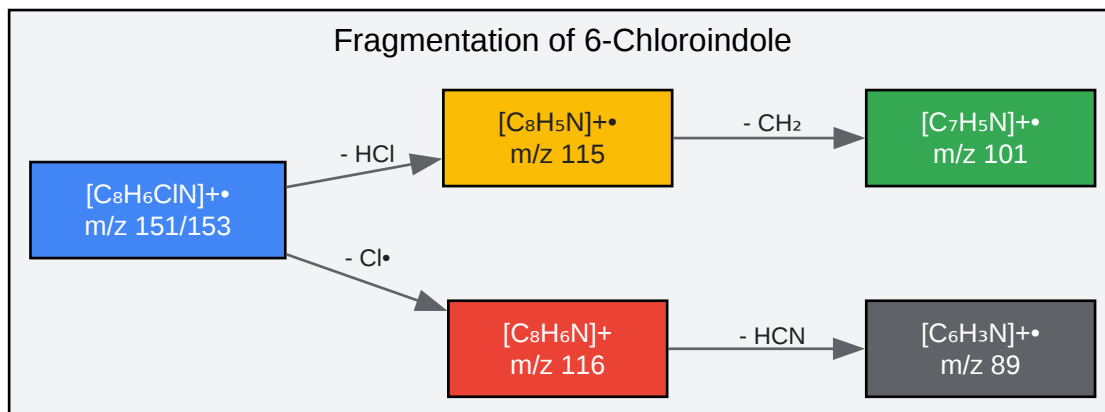 Fragmentation of 6-Chloroindole
[C₈H₆ClN]+•
m/z 151/153
- HCl
[C₈H₅N]+•
m/z 115
- CH₂
[C₇H₅N]+•
m/z 101
- Cl•
[C₈H₆N]+
m/z 116
- HCN
[C₆H₃N]+•
m/z 89